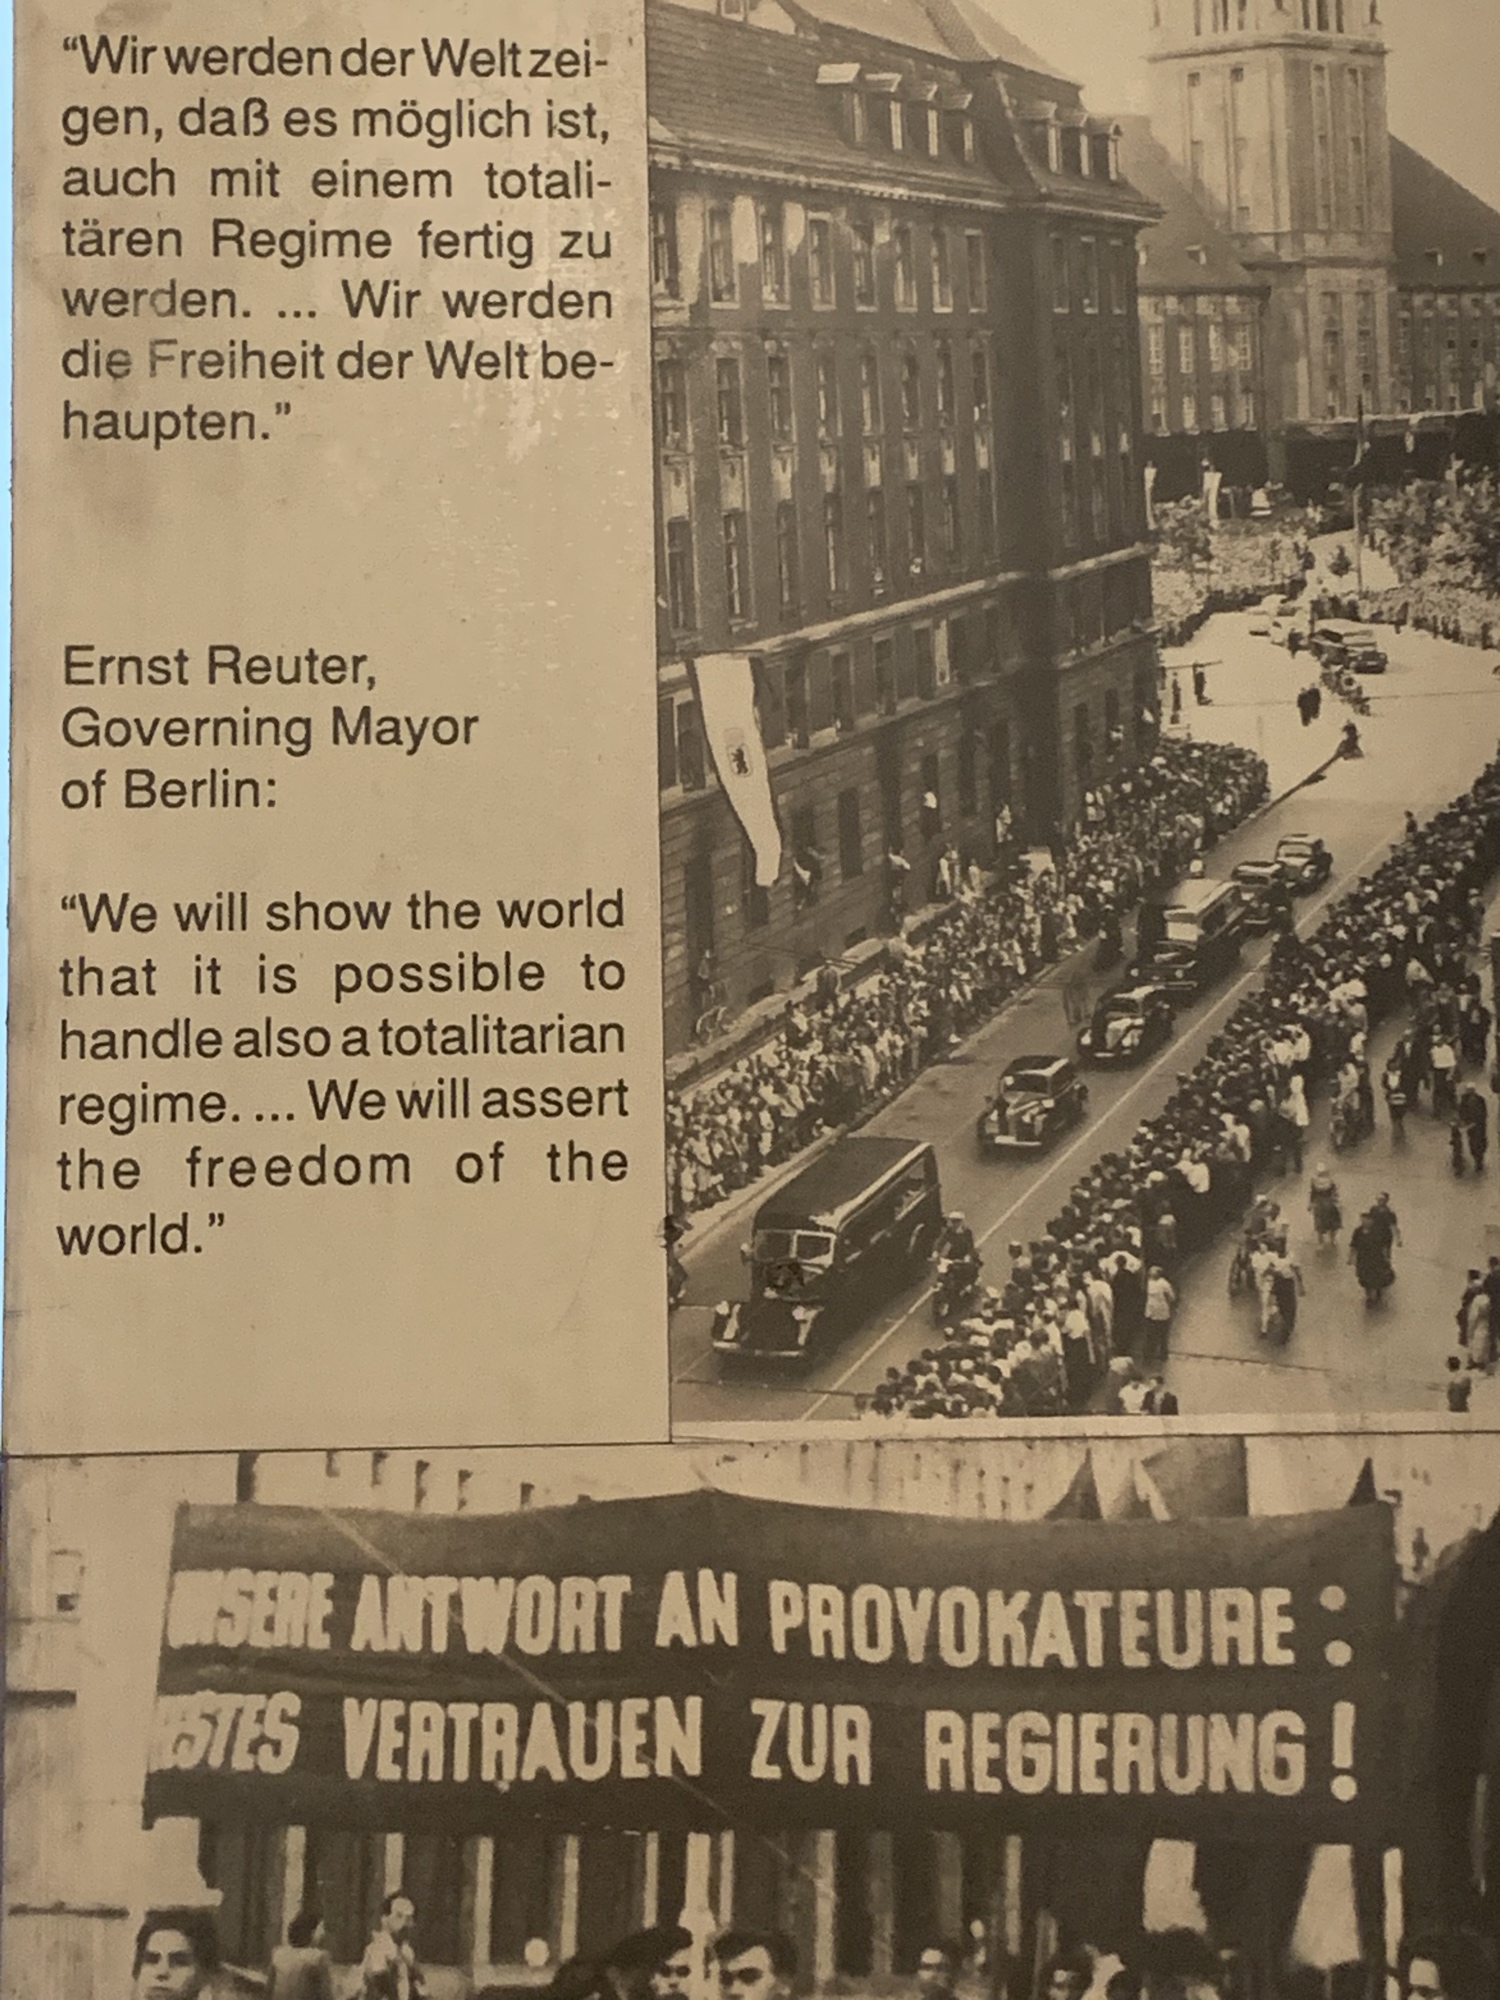 “Wir werden der Welt zei-
gen, daß es möglich ist,
auch mit einem totali-
tären Regime fertig zu
werden. ... Wir werden
die Freiheit der Welt be-
haupten.”
Ernst Reuter,
Governing Mayor
of Berlin:
“We will show the world
that it is possible to
handle also a totalitarian
regime. ... We will assert
the freedom of the
world.”
UNSERE ANTWORT AN PROVOKATEURE :
VERTRAUEN ZUR REGIERUNG !